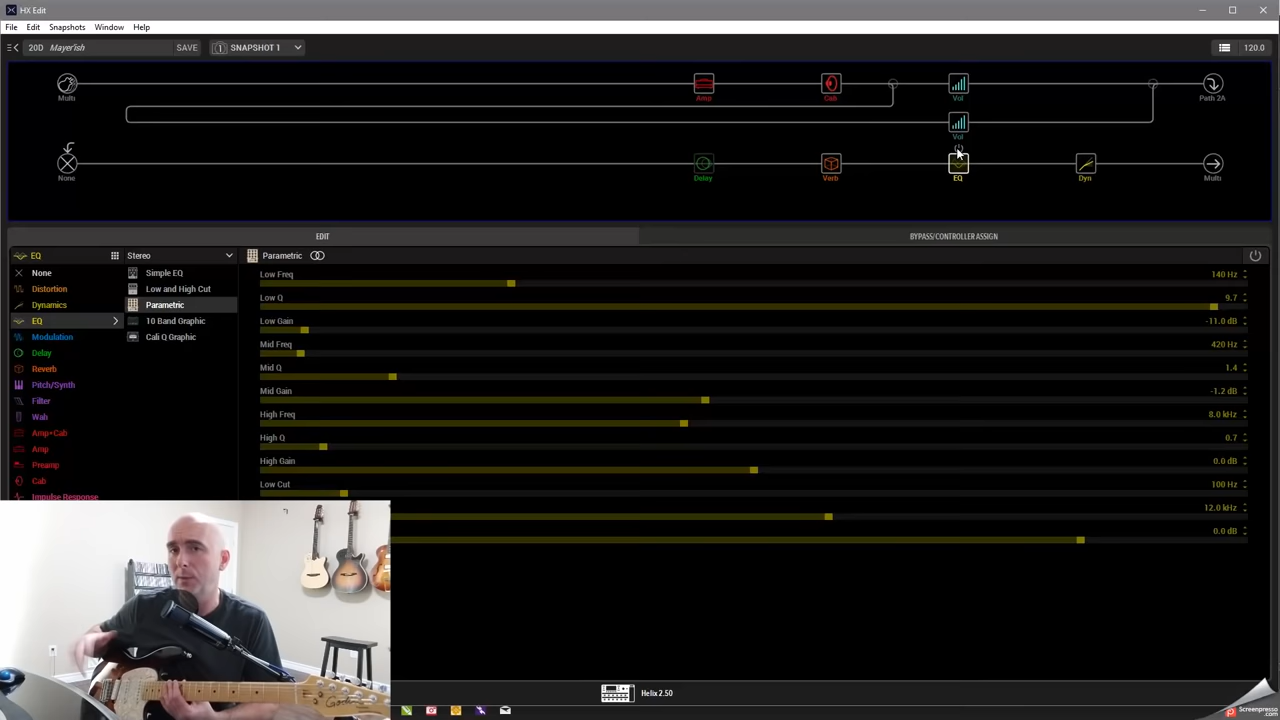 HX Edit
File Edit Snapshots Window Help
20D Mayer'ish SAVE 1 SNAPSHOT 1 120.0
Multi Amp Cab Vol Path 2A
Vol
None Delay Verb EQ Dyn Multi
EDIT BYPASS/CONTROLLER ASSIGN
EQ Stereo Parametric
None Simple EQ Low Freq 140 Hz
Distortion Low and High Cut Low Q 9.7
Dynamics Parametric Low Gain -11.0 dB
EQ 10 Band Graphic Mid Freq 420 Hz
Modulation Cali Q Graphic Mid Q 1.4
Delay Mid Gain -1.2 dB
Reverb High Freq 8.0 kHz
Pitch/Synth High Q 0.7
Filter High Gain 0.0 dB
Wah Low Cut 100 Hz
Amp+Cab 12.0 kHz
Amp 0.0 dB
Preamp
Cab
Impulse Response
Helix 2.50
Screenpresso
.com